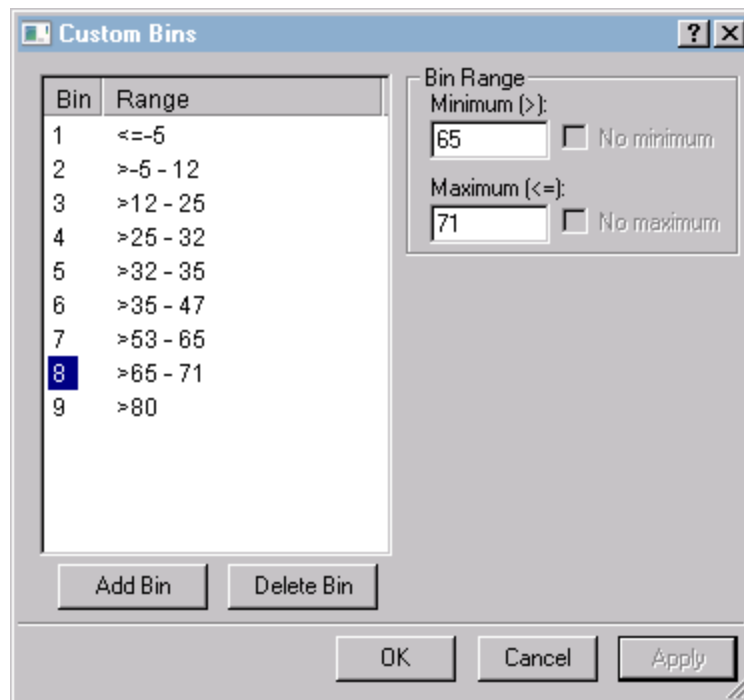 Custom Bins
Bin Range
1 <=-5
2 >-5 - 12
3 >12 - 25
4 >25 - 32
5 >32 - 35
6 >35 - 47
7 >53 - 65
8 >65 - 71
9 >80
Add Bin Delete Bin
Bin Range
Minimum (>):
65 No minimum
Maximum (<=):
71 No maximum
OK Cancel Apply